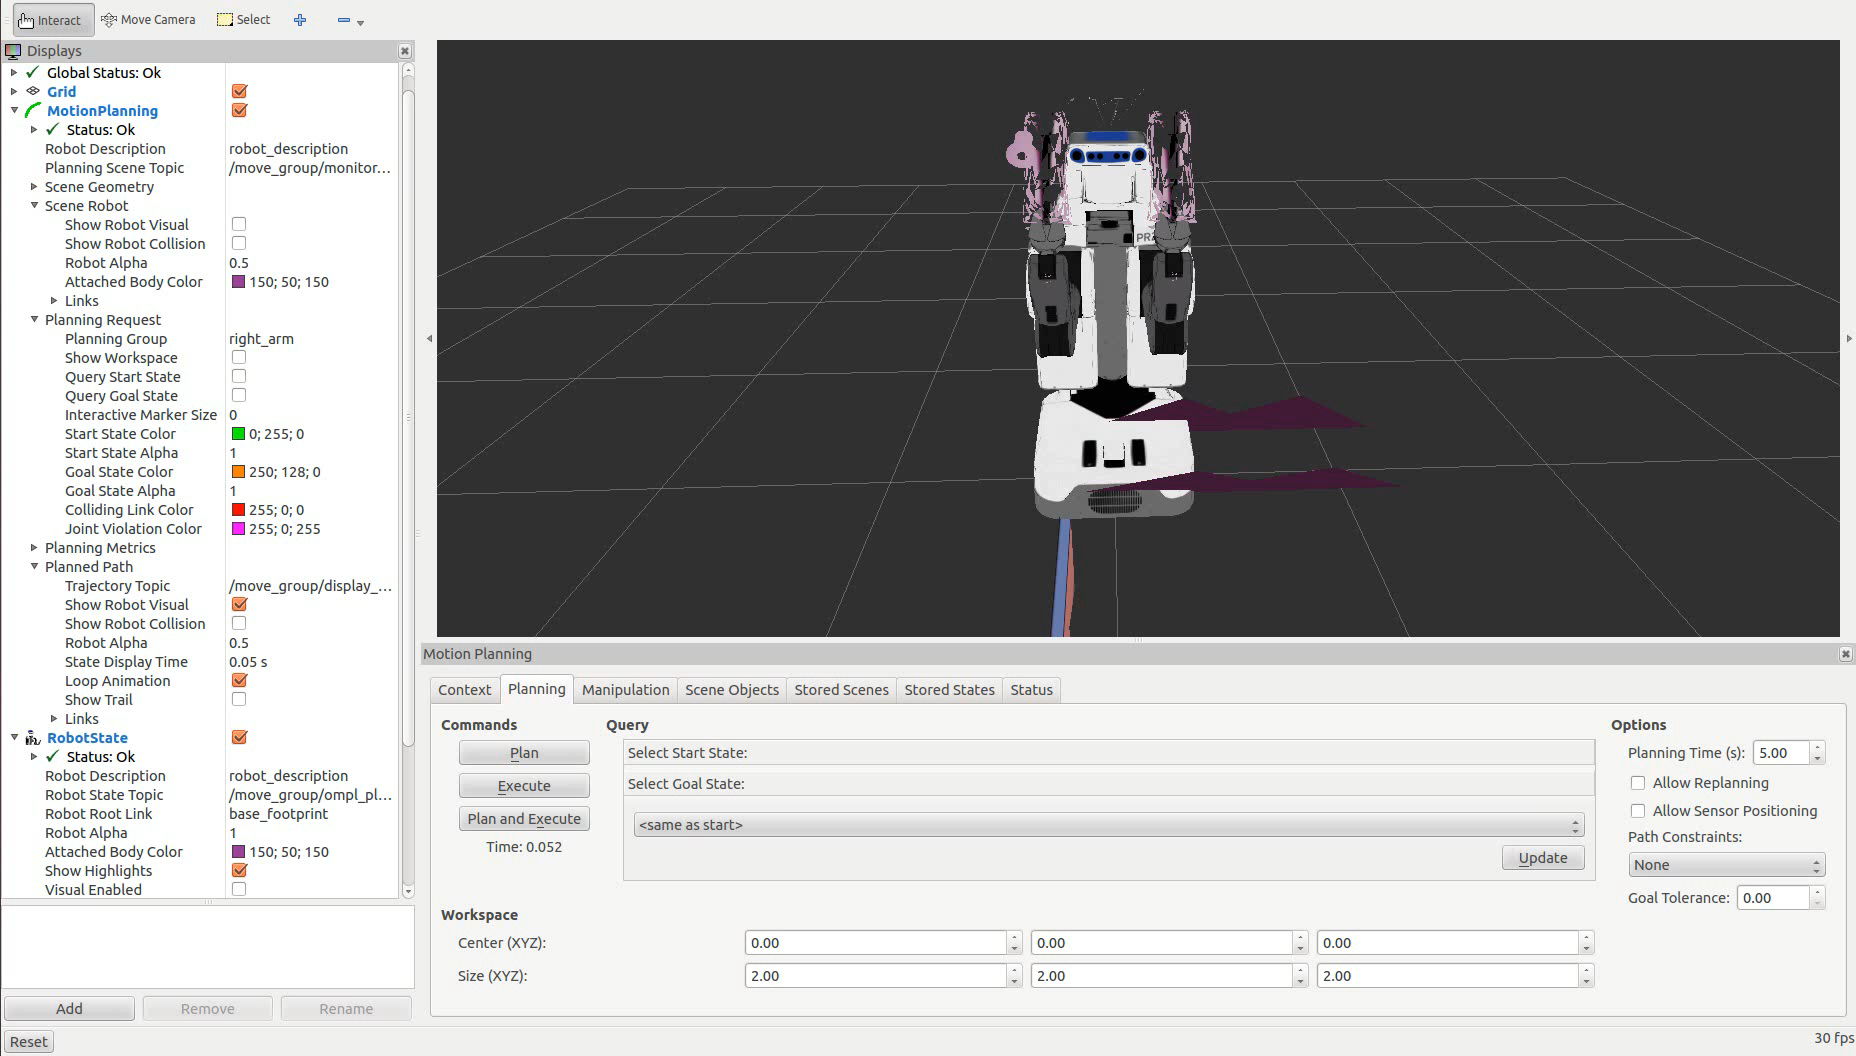 Interact Move Camera Select
Displays
Global Status: Ok
Grid
MotionPlanning
Status: Ok
Robot Description robot_description
Planning Scene Topic /move_group/monitor...
Scene Geometry
Scene Robot
Show Robot Visual
Show Robot Collision
Robot Alpha 0.5
Attached Body Color 150; 50; 150
Links
Planning Request
Planning Group right_arm
Show Workspace
Query Start State
Query Goal State
Interactive Marker Size 0
Start State Color 0; 255; 0
Start State Alpha 1
Goal State Color 250; 128; 0
Goal State Alpha 1
Colliding Link Color 255; 0; 0
Joint Violation Color 255; 0; 255
Planning Metrics
Planned Path
Trajectory Topic /move_group/display_...
Show Robot Visual
Show Robot Collision
Robot Alpha 0.5
State Display Time 0.05 s
Loop Animation
Show Trail
Links
RobotState
Status: Ok
Robot Description robot_description
Robot State Topic /move_group/ompl_pl...
Robot Root Link base_footprint
Robot Alpha 1
Attached Body Color 150; 50; 150
Show Highlights
Visual Enabled
Add Remove Rename
Reset
Motion Planning
Context Planning Manipulation Scene Objects Stored Scenes Stored States Status
Commands
Plan
Execute
Plan and Execute
Time: 0.052
Query
Select Start State:
Select Goal State:
<same as start>
Update
Options
Planning Time (s): 5.00
Allow Replanning
Allow Sensor Positioning
Path Constraints:
None
Goal Tolerance: 0.00
Workspace
Center (XYZ): 0.00 0.00 0.00
Size (XYZ): 2.00 2.00 2.00
30 fps